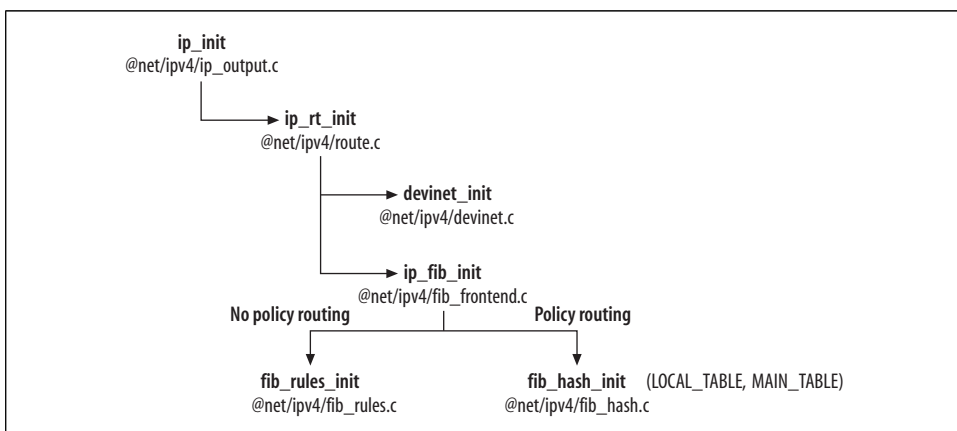 ip_init
@net/ipv4/ip_output.c
ip_rt_init
@net/ipv4/route.c
devinet_init
@net/ipv4/devinet.c
ip_fib_init
@net/ipv4/fib_frontend.c
No policy routing
Policy routing
fib_rules_init
@net/ipv4/fib_rules.c
fib_hash_init (LOCAL_TABLE, MAIN_TABLE)
@net/ipv4/fib_hash.c